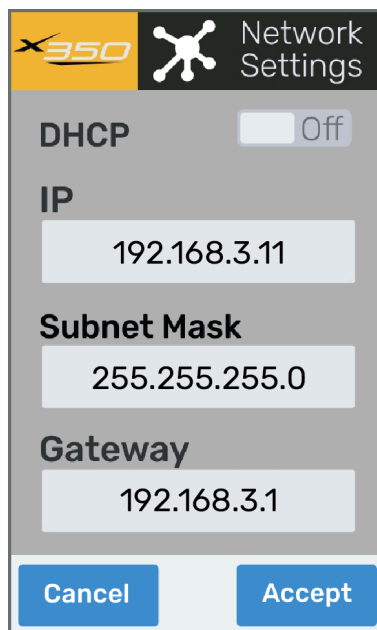 X350
Network
Settings
DHCP
Off
IP
192.168.3.11
Subnet Mask
255.255.255.0
Gateway
192.168.3.1
Cancel
Accept